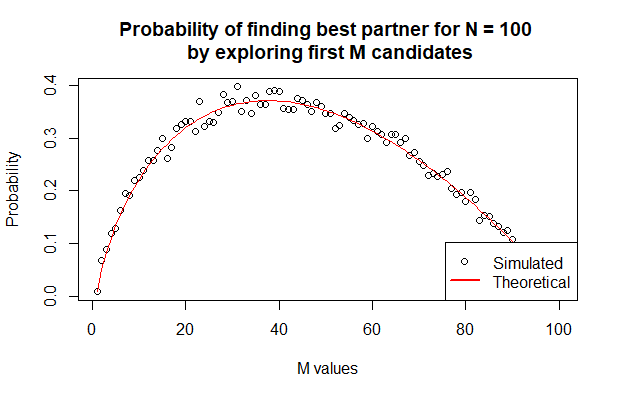 Probability of finding best partner for N = 100
by exploring first M candidates
Probability
0.4
0.3
0.2
0.1
0.0
0 20 40 60 80 100
M values
Simulated
Theoretical